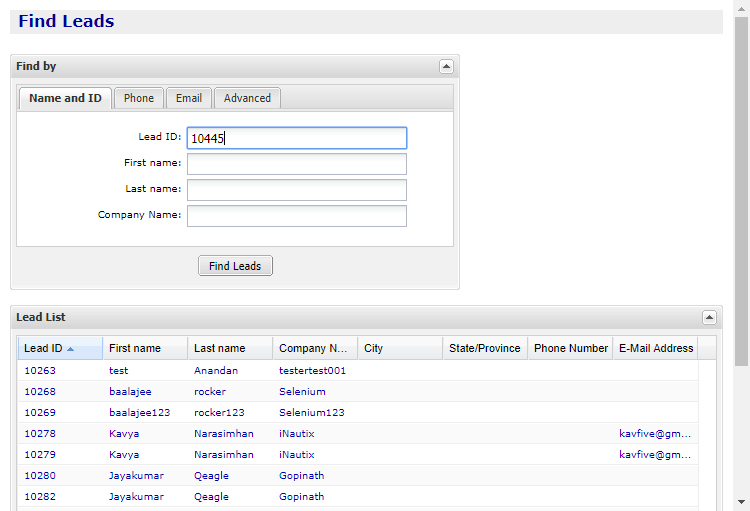 Find Leads
Find by
Name and ID Phone Email Advanced
Lead ID: 10445
First name:
Last name:
Company Name:
Find Leads
Lead List
Lead ID First name Last name Company N... City State/Province Phone Number E-Mail Address
10263 test Anandan testertest001
10268 baalajee rocker Selenium
10269 baalajee123 rocker123 Selenium123
10278 Kavya Narasimhan iNautix kavfive@gm...
10279 Kavya Narasimhan iNautix kavfive@gm...
10280 Jayakumar Qeagle Gopinath
10282 Jayakumar Qeagle Gopinath